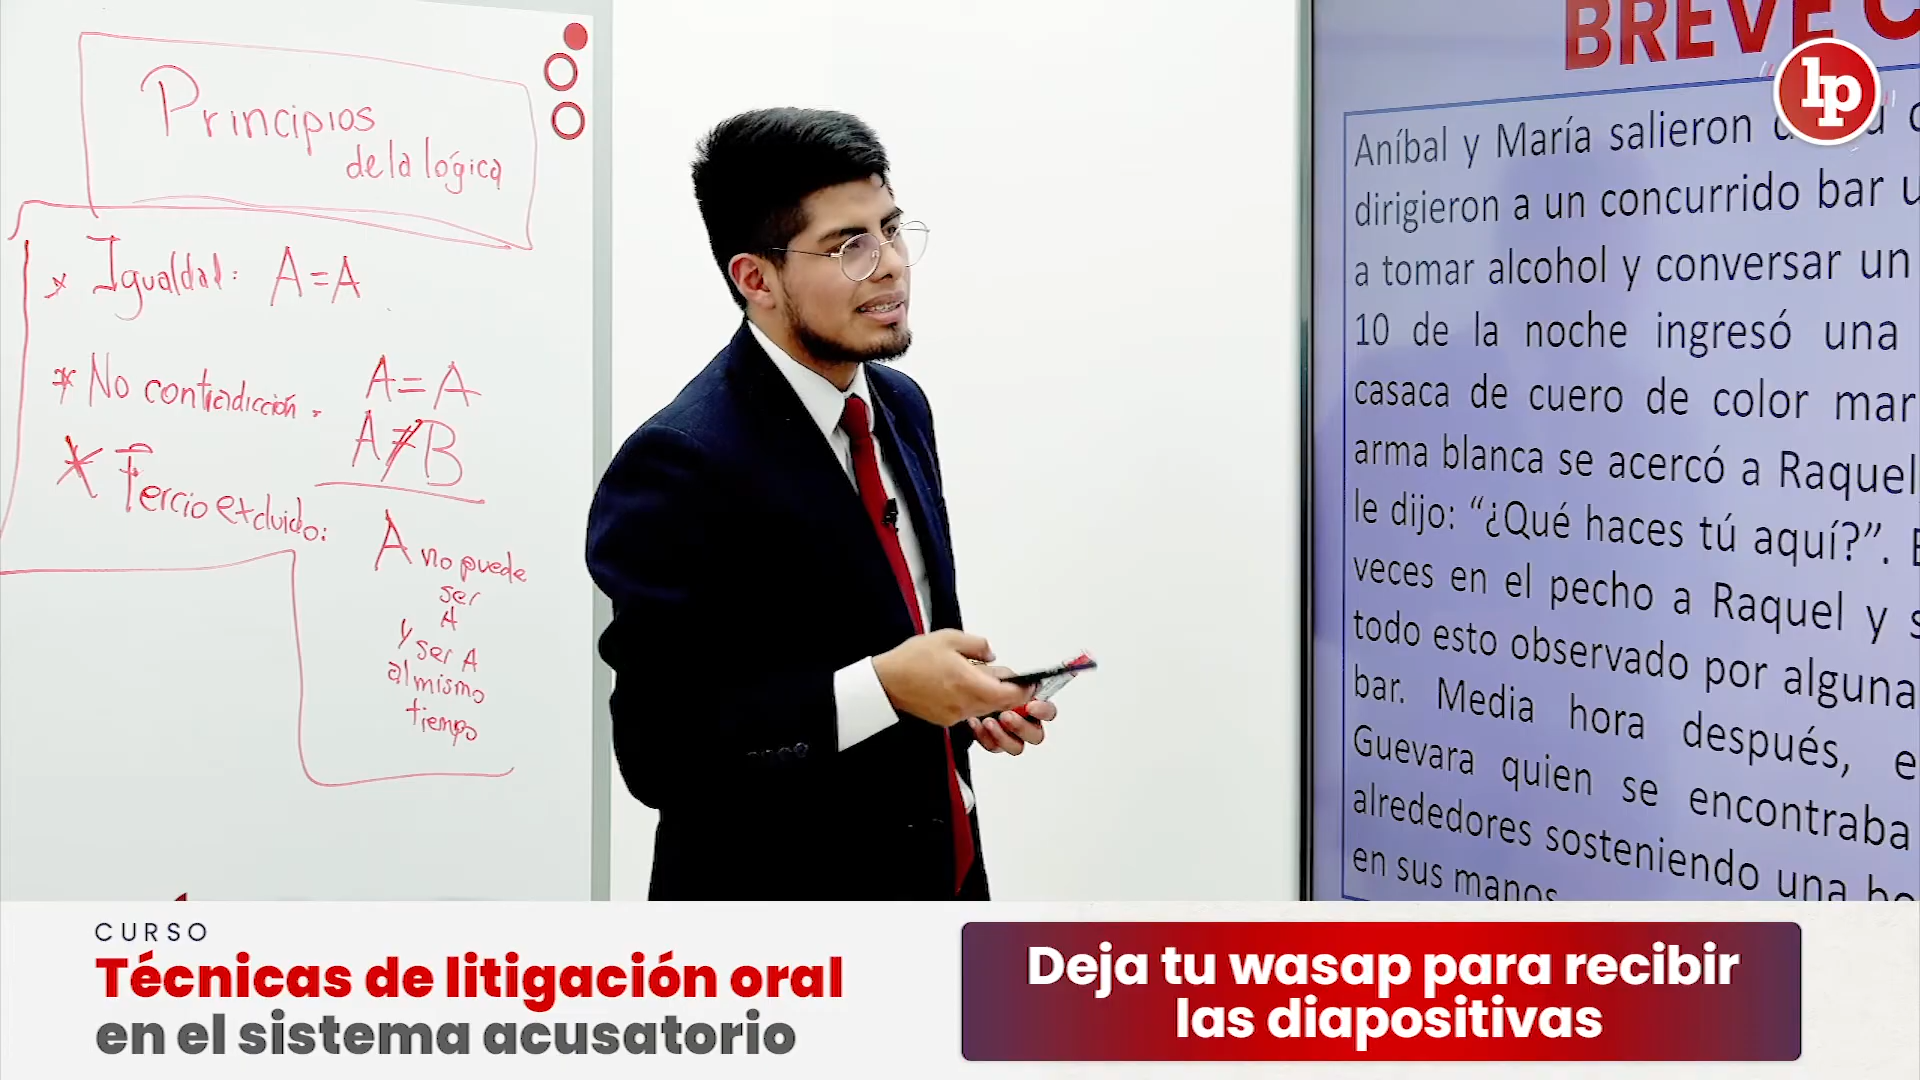 Principios
de la lógica
* Igualdad: A=A
* No contradicción. A=A
A≠B
* Tercio excluido:
A no puede
ser
A
y ser A
al mismo
tiempo
BREVE C
lp
Aníbal y María salieron
dirigieron a un concurrido bar u
a tomar alcohol y conversar un
10 de la noche ingresó una
casaca de cuero de color mar
arma blanca se acercó a Raquel
le dijo: “¿Qué haces tú aquí?”. E
veces en el pecho a Raquel y s
todo esto observado por alguna
bar. Media hora después, e
Guevara quien se encontraba
alrededores sosteniendo una bo
en sus manos.
CURSO
Técnicas de litigación oral
en el sistema acusatorio
Deja tu wasap para recibir
las diapositivas